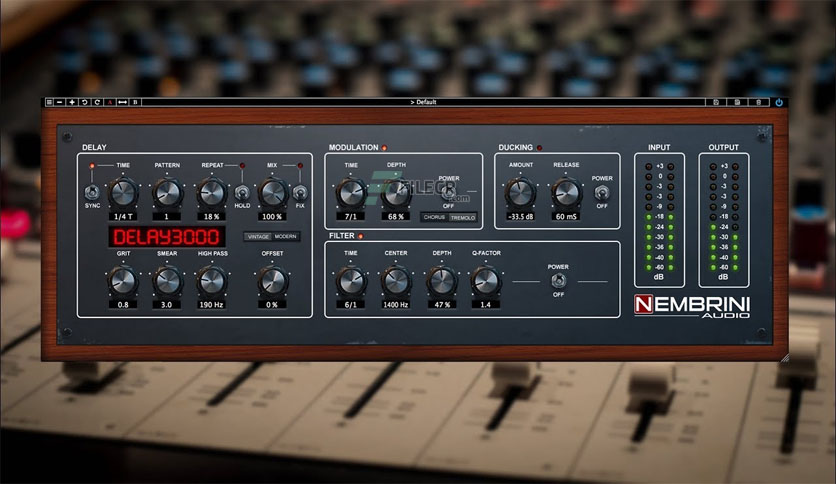 A B > Default
DELAY
TIME PATTERN REPEAT MIX
SYNC HOLD FIX
1/4 T 1 18 % 100 %
DELAY3000
VINTAGE MODERN
GRIT SMEAR HIGH PASS OFFSET
0.8 3.0 190 Hz 0 %
MODULATION
TIME DEPTH
POWER
OFF
7/1 68 %
CHORUS TREMOLO
FILECR
.com
DUCKING
AMOUNT RELEASE
POWER
OFF
-33.5 dB 60 mS
FILTER
TIME CENTER DEPTH Q-FACTOR
POWER
OFF
6/1 1400 Hz 47 % 1.4
INPUT
+3
0
-3
-6
-9
-18
-24
-30
-36
-40
-60
dB
OUTPUT
+3
0
-3
-6
-9
-18
-24
-30
-36
-40
-60
dB
NEMBRINI
AUDIO